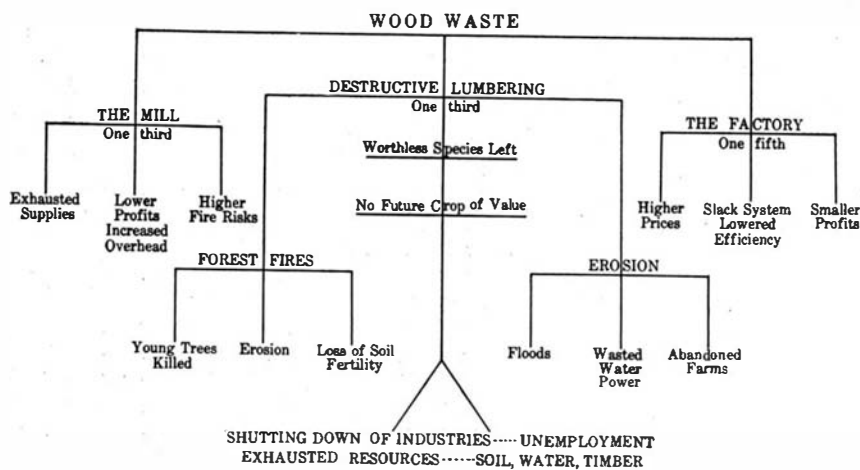 WOOD WASTE
DESTRUCTIVE LUMBERING
One third
THE MILL
One third
THE FACTORY
One fifth
Worthless Species Left
Exhausted
Supplies
Lower
Profits
Increased
Overhead
Higher
Fire Risks
No Future Crop of Value
Higher
Prices
Slack System
Lowered
Efficiency
Smaller
Profits
FOREST FIRES
EROSION
Young Trees
Killed
Erosion
Loss of Soil
Fertility
Floods
Wasted
Water
Power
Abandoned
Farms
SHUTTING DOWN OF INDUSTRIES ····· UNEMPLOYMENT
EXHAUSTED RESOURCES ······ SOIL, WATER, TIMBER